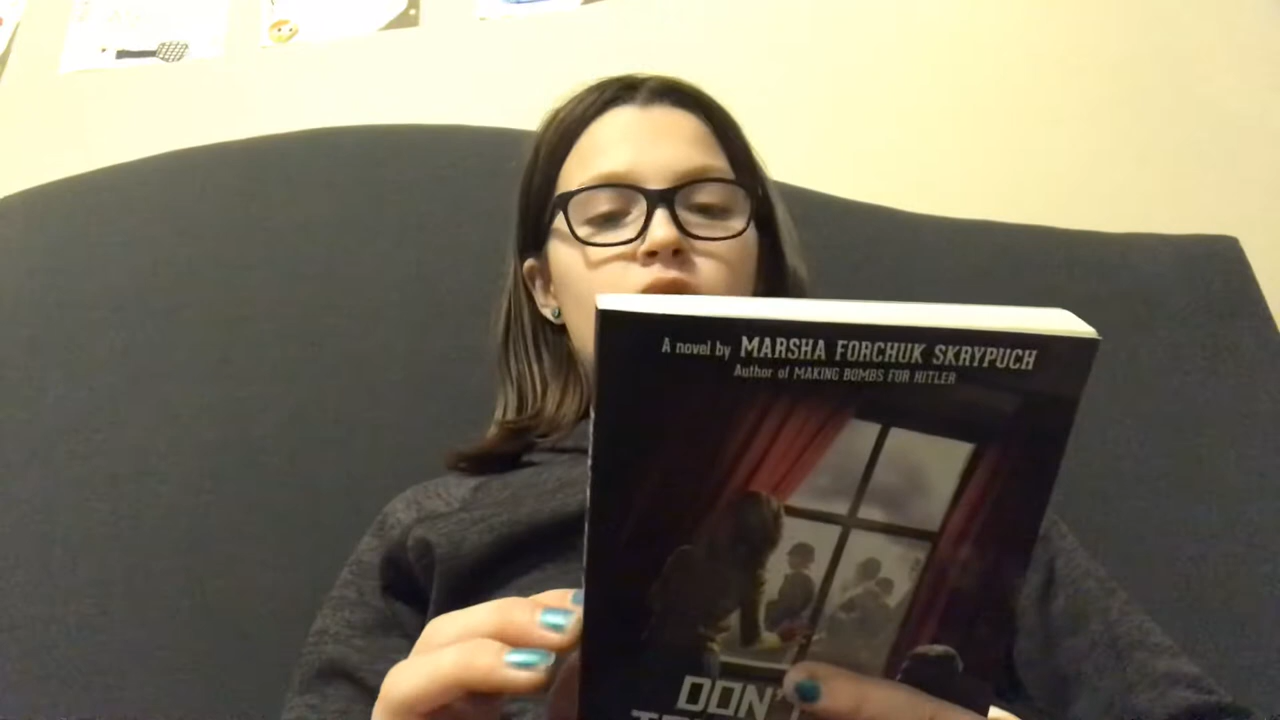 A novel by MARSHA FORCHUK SKRYPUCH
Author of MAKING BOMBS FOR HITLER
DON'T